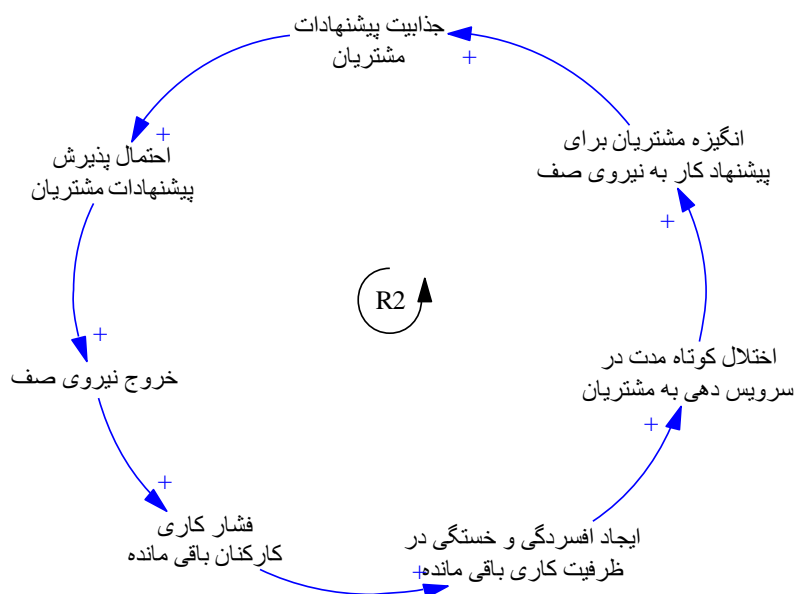 جذابیت پیشنهادات
مشتریان
+
+
انگیزه مشتریان برای
پیشنهاد کار به نیروی صف
+
احتمال پذیرش
پیشنهادات مشتریان
+
R2
+
اختلال کوتاه مدت در
سرویس دهی به مشتریان
+
خروج نیروی صف
+
فشار کاری
کارکنان باقی مانده
ایجاد افسردگی و خستگی در
ظرفیت کاری باقی مانده
+